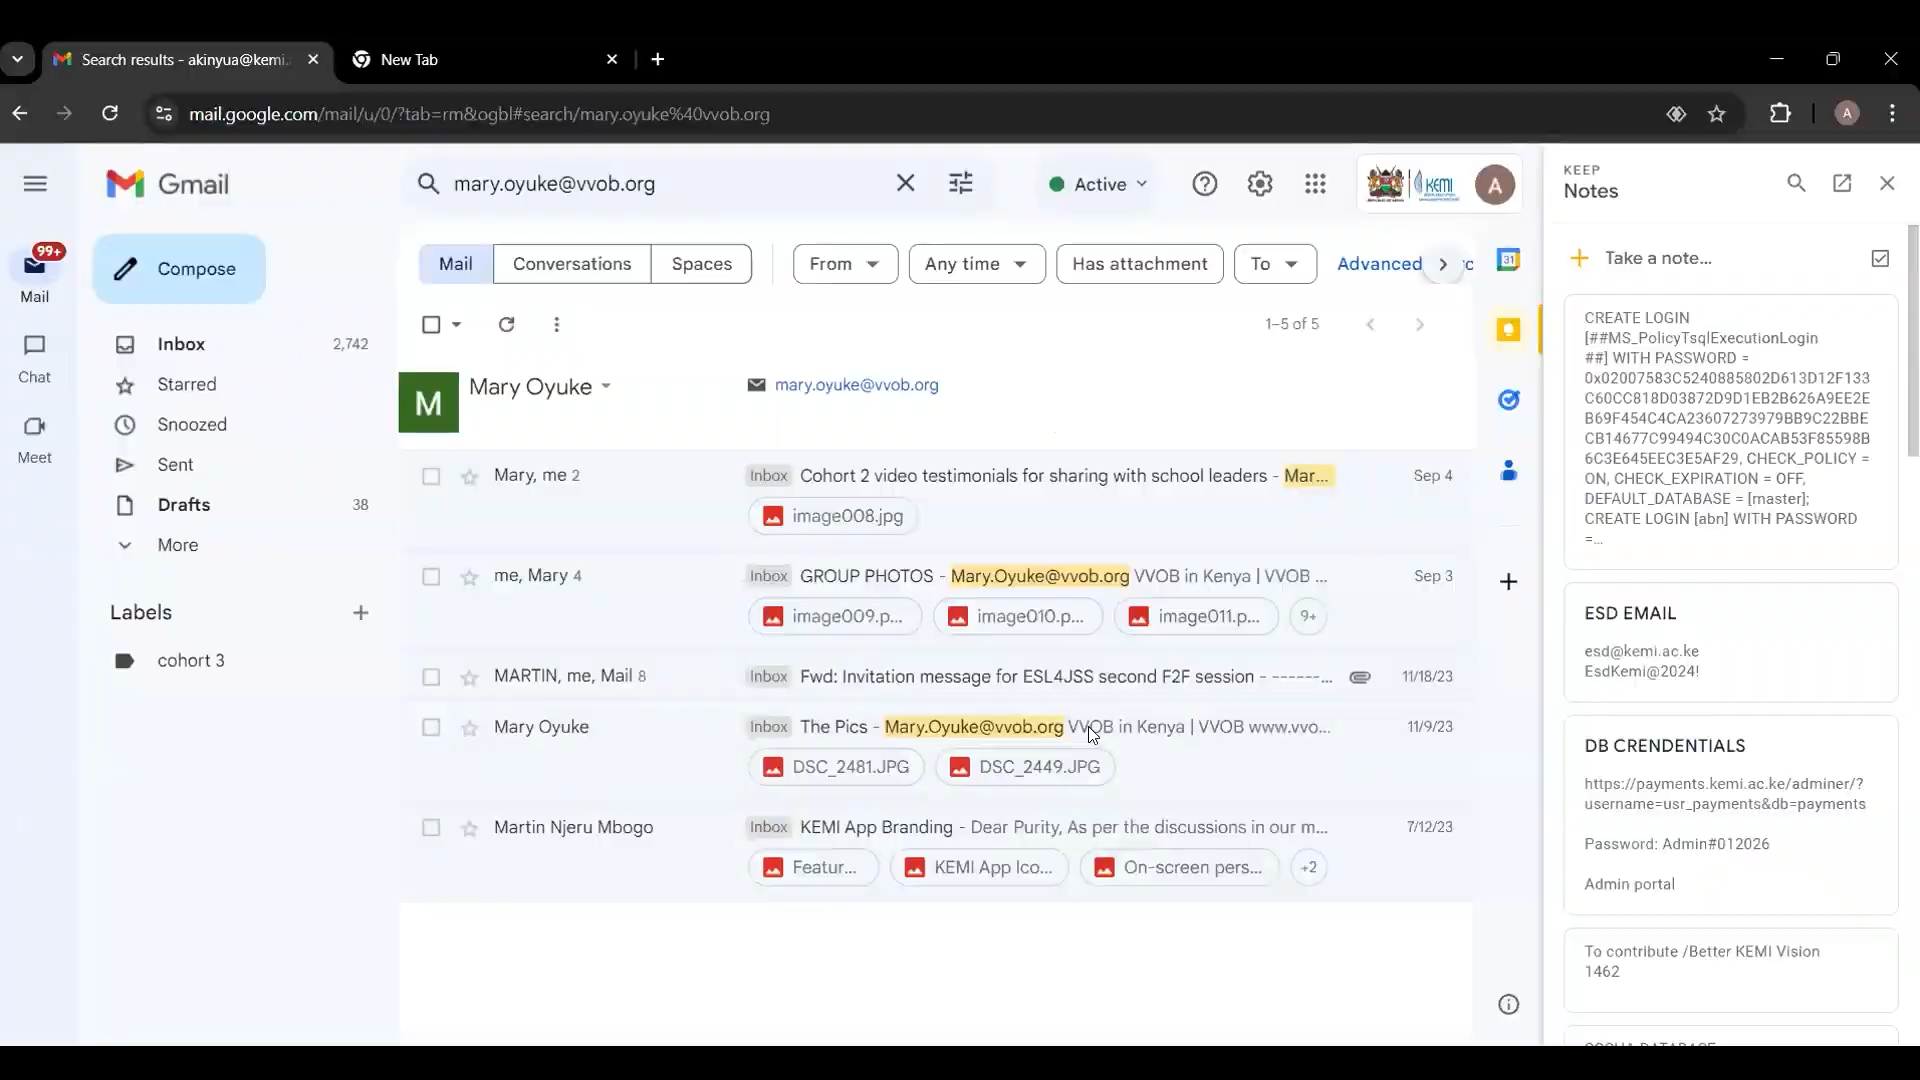 Search results - akinyua@kemi.
New Tab
mail.google.com/mail/u/0/?tab=rm&ogbl#search/mary.oyuke%40vvob.org
A
Gmail
mary.oyuke@vvob.org
Active
KEMI
A
KEEP
Notes
99+
Mail
Chat
Meet
Compose
Inbox 2,742
Starred
Snoozed
Sent
Drafts 38
More
Labels
cohort 3
Mail Conversations Spaces From Any time Has attachment To Advanced
1–5 of 5
M
Mary Oyuke
mary.oyuke@vvob.org
Mary, me 2 Inbox Cohort 2 video testimonials for sharing with school leaders - Mar... Sep 4
image008.jpg
me, Mary 4 Inbox GROUP PHOTOS - Mary.Oyuke@vvob.org VVOB in Kenya | VVOB ... Sep 3
image009.p... image010.p... image011.p... 9+
MARTIN, me, Mail 8 Inbox Fwd: Invitation message for ESL4JSS second F2F session - ------... 11/18/23
Mary Oyuke Inbox The Pics - Mary.Oyuke@vvob.org VVOB in Kenya | VVOB www.vvo... 11/9/23
DSC_2481.JPG DSC_2449.JPG
Martin Njeru Mbogo Inbox KEMI App Branding - Dear Purity, As per the discussions in our m... 7/12/23
Featur... KEMI App Ico... On-screen pers... +2
31
Take a note...
CREATE LOGIN
[##MS_PolicyTsqlExecutionLogin
##] WITH PASSWORD =
0x02007583C5240885802D613D12F133
C60CC818D03872D9D1EB2B626A9EE2E
B69F454C4CA23607273979BB9C22BBE
CB14677C99494C30C0ACAB53F85598B
6C3E645EEC3E5AF29, CHECK_POLICY =
ON, CHECK_EXPIRATION = OFF,
DEFAULT_DATABASE = [master];
CREATE LOGIN [abn] WITH PASSWORD
=...
ESD EMAIL
esd@kemi.ac.ke
EsdKemi@2024!
DB CRENDENTIALS
https://payments.kemi.ac.ke/adminer/?
username=usr_payments&db=payments
Password: Admin#012026
Admin portal
To contribute /Better KEMI Vision
1462